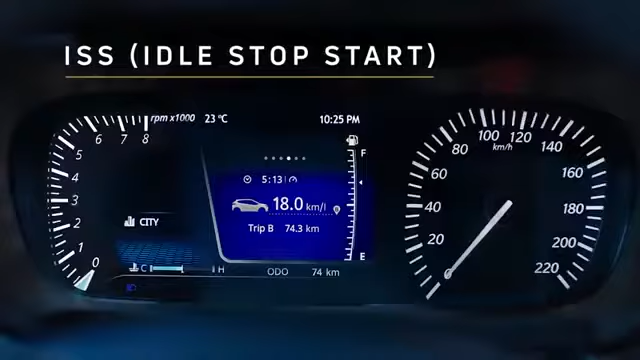 ISS (IDLE STOP START)
rpm x1000 23 °C 10:25 PM
0 1 2 3 4 5 6 7 8
CITY
C H
F
5:13
18.0 km/l
Trip B 74.3 km
E
ODO 74 km
km/h
0 20 40 60 80 100 120 140 160 180 200 220